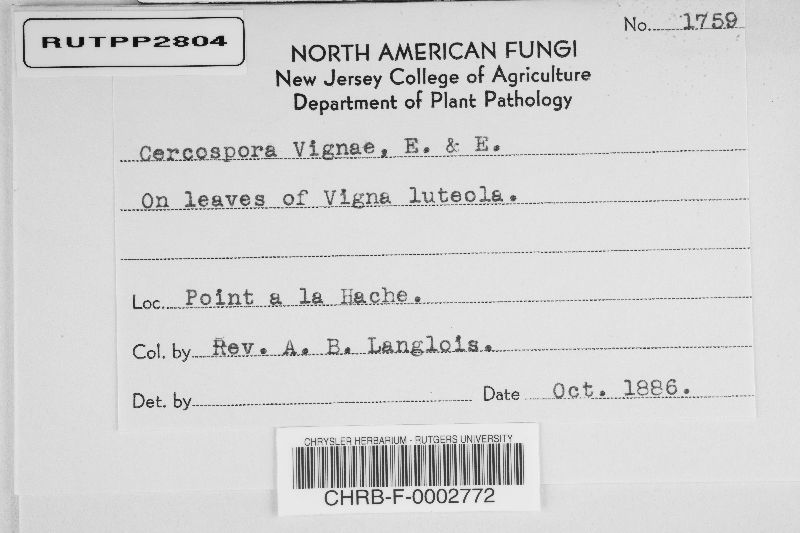 RUTPP2804
No. 1759
NORTH AMERICAN FUNGI
New Jersey College of Agriculture
Department of Plant Pathology
Cercospora Vignae, E. & E.
On leaves of Vigna luteola.
Loc. Point a la Hache.
Col. by Rev. A. B. Langlois.
Det. by Date Oct. 1886.
CHRYSLER HERBARIUM - RUTGERS UNIVERSITY
CHRB-F-0002772